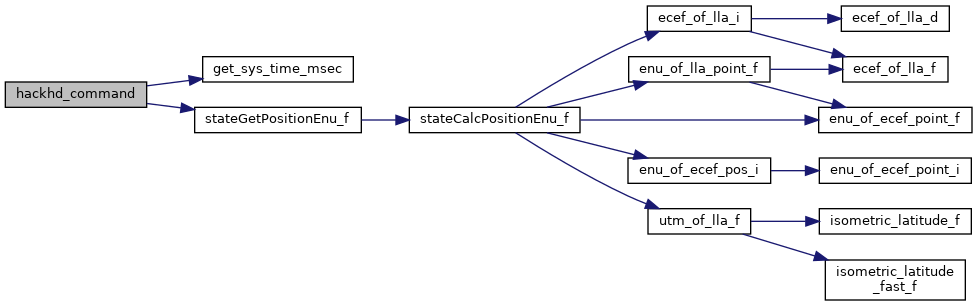 hackhd_command
get_sys_time_msec
stateGetPositionEnu_f
stateCalcPositionEnu_f
ecef_of_lla_i
enu_of_lla_point_f
enu_of_ecef_pos_i
utm_of_lla_f
ecef_of_lla_d
ecef_of_lla_f
enu_of_ecef_point_f
enu_of_ecef_point_i
isometric_latitude_f
isometric_latitude
_fast_f